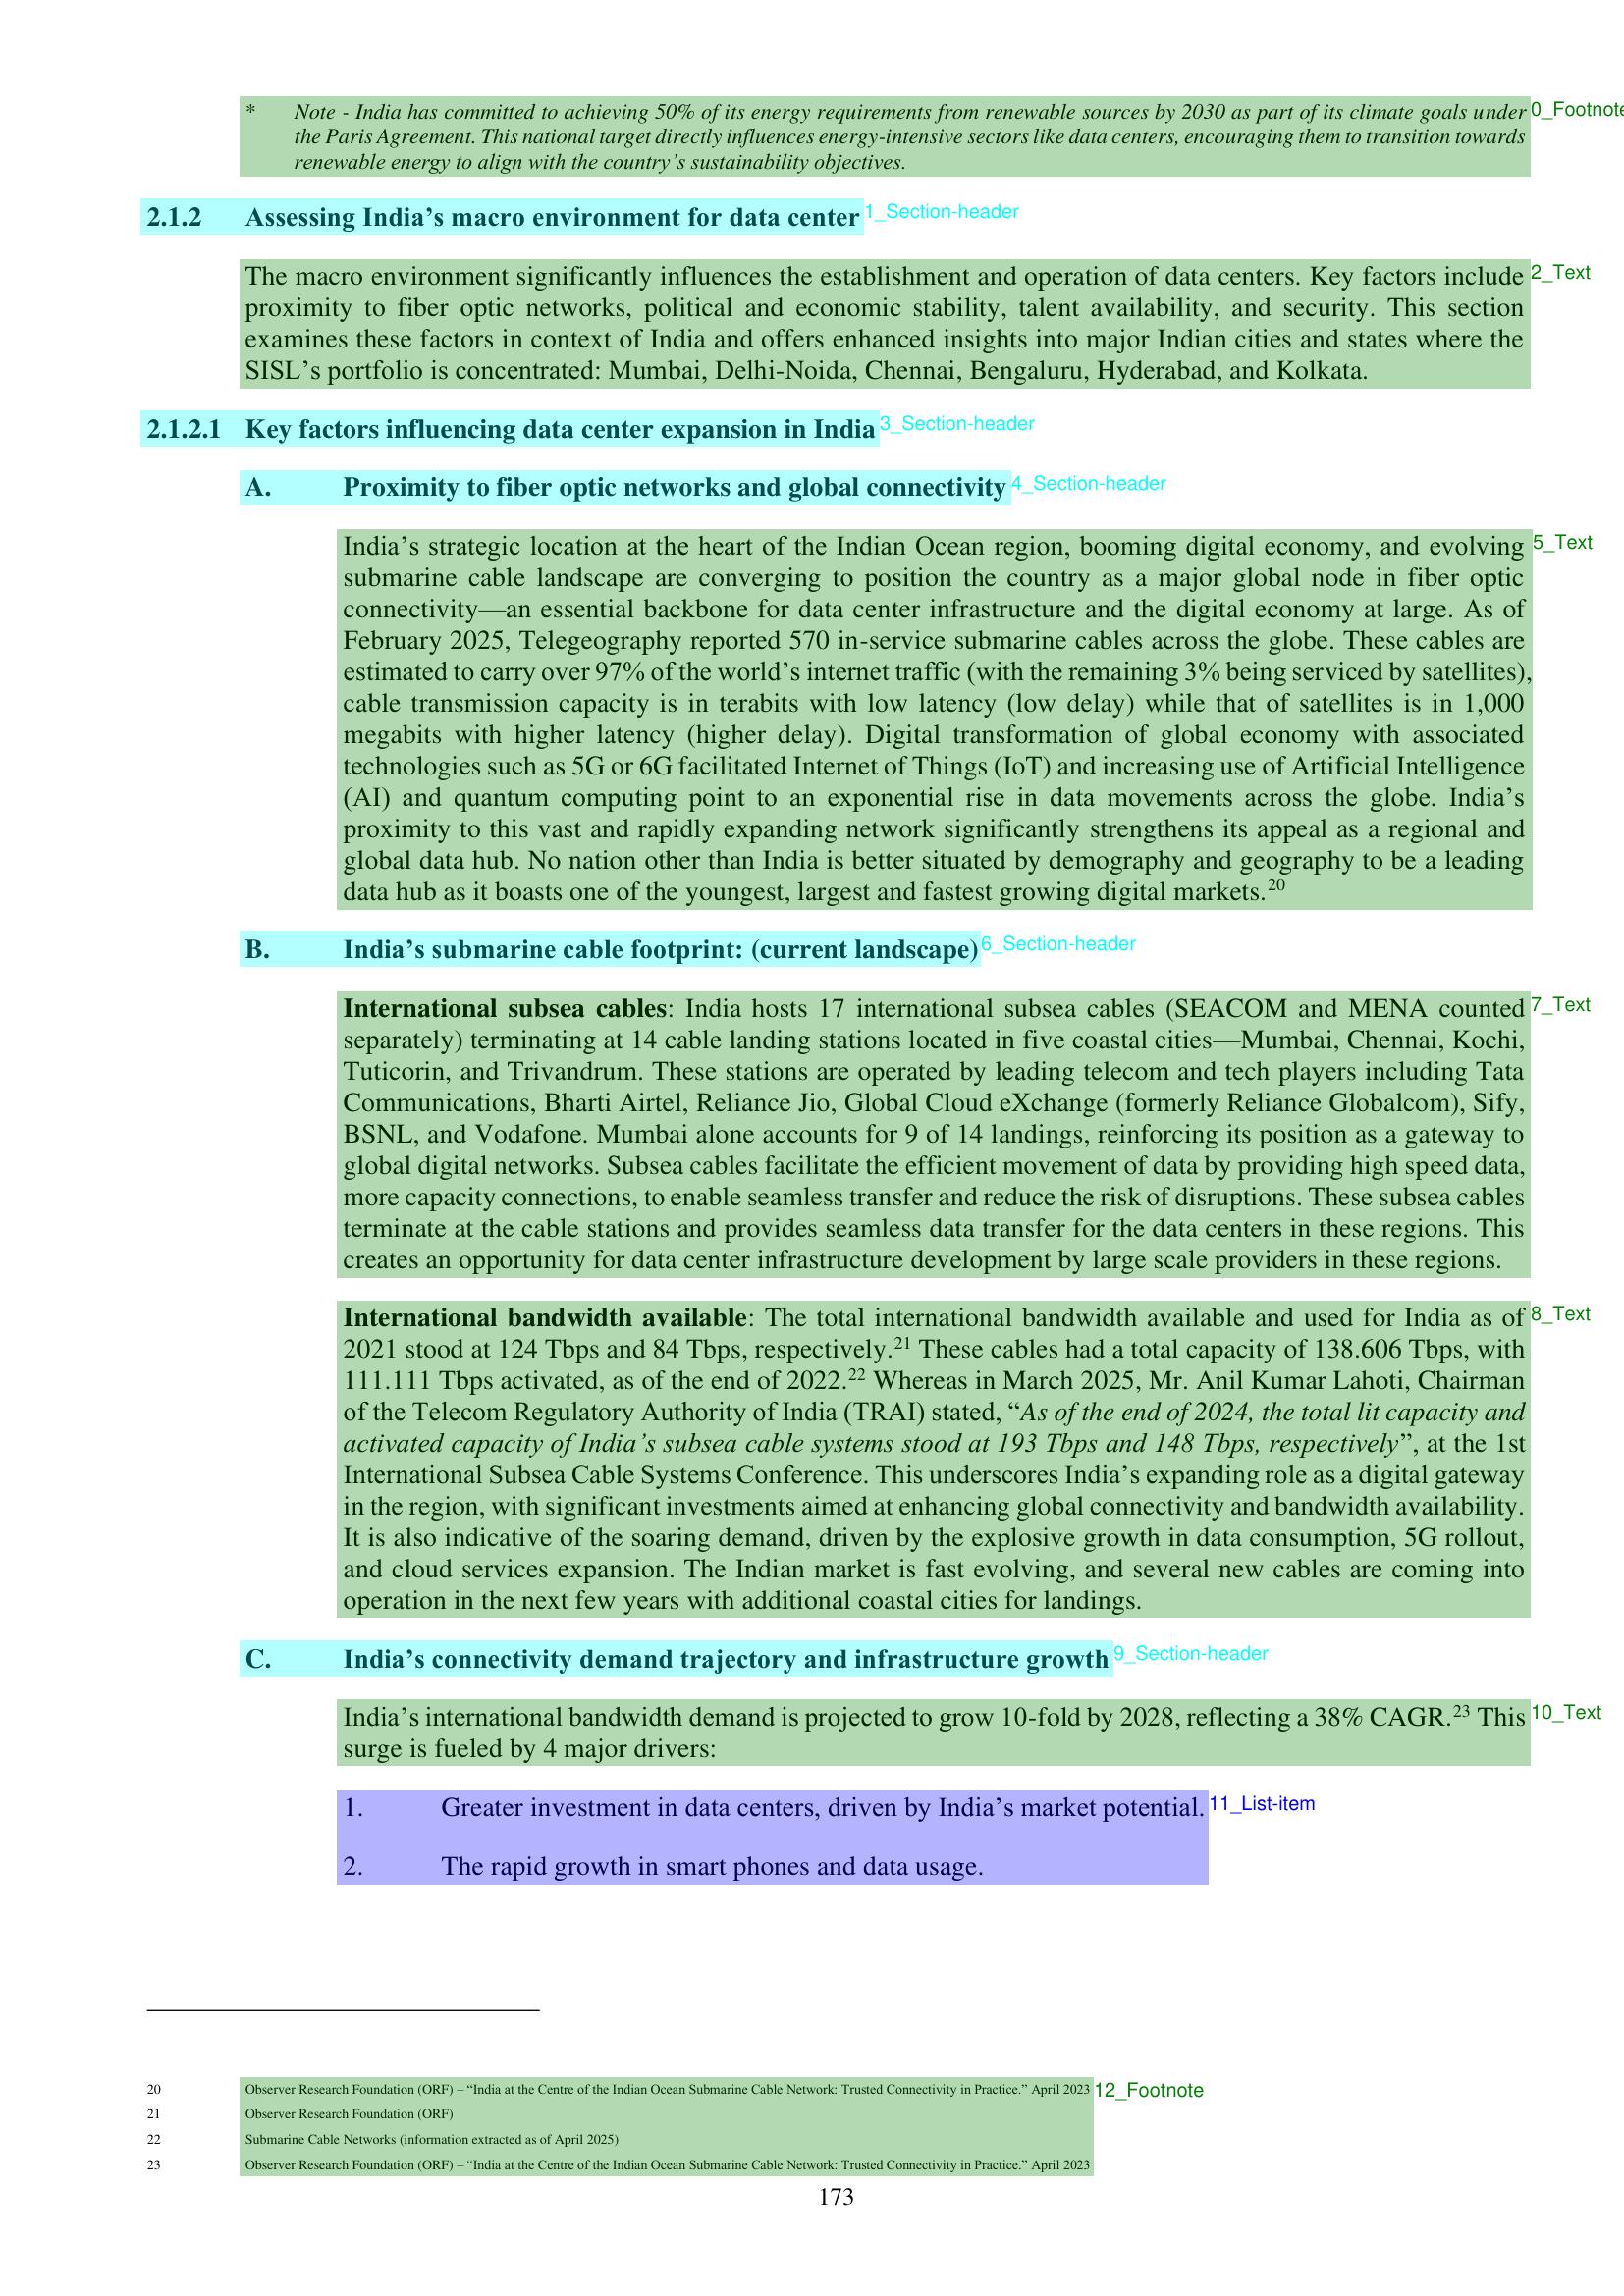 * Note - India has committed to achieving 50% of its energy requirements from renewable sources by 2030 as part of its climate goals under 0_Footnote
the Paris Agreement. This national target directly influences energy-intensive sectors like data centers, encouraging them to transition towards
renewable energy to align with the country’s sustainability objectives.
2.1.2 Assessing India’s macro environment for data center 1_Section-header
The macro environment significantly influences the establishment and operation of data centers. Key factors include 2_Text
proximity to fiber optic networks, political and economic stability, talent availability, and security. This section
examines these factors in context of India and offers enhanced insights into major Indian cities and states where the
SISL’s portfolio is concentrated: Mumbai, Delhi-Noida, Chennai, Bengaluru, Hyderabad, and Kolkata.
2.1.2.1 Key factors influencing data center expansion in India 3_Section-header
A. Proximity to fiber optic networks and global connectivity 4_Section-header
India’s strategic location at the heart of the Indian Ocean region, booming digital economy, and evolving 5_Text
submarine cable landscape are converging to position the country as a major global node in fiber optic
connectivity—an essential backbone for data center infrastructure and the digital economy at large. As of
February 2025, Telegeography reported 570 in-service submarine cables across the globe. These cables are
estimated to carry over 97% of the world’s internet traffic (with the remaining 3% being serviced by satellites),
cable transmission capacity is in terabits with low latency (low delay) while that of satellites is in 1,000
megabits with higher latency (higher delay). Digital transformation of global economy with associated
technologies such as 5G or 6G facilitated Internet of Things (IoT) and increasing use of Artificial Intelligence
(AI) and quantum computing point to an exponential rise in data movements across the globe. India’s
proximity to this vast and rapidly expanding network significantly strengthens its appeal as a regional and
global data hub. No nation other than India is better situated by demography and geography to be a leading
data hub as it boasts one of the youngest, largest and fastest growing digital markets.20
B. India’s submarine cable footprint: (current landscape) 6_Section-header
International subsea cables: India hosts 17 international subsea cables (SEACOM and MENA counted 7_Text
separately) terminating at 14 cable landing stations located in five coastal cities—Mumbai, Chennai, Kochi,
Tuticorin, and Trivandrum. These stations are operated by leading telecom and tech players including Tata
Communications, Bharti Airtel, Reliance Jio, Global Cloud eXchange (formerly Reliance Globalcom), Sify,
BSNL, and Vodafone. Mumbai alone accounts for 9 of 14 landings, reinforcing its position as a gateway to
global digital networks. Subsea cables facilitate the efficient movement of data by providing high speed data,
more capacity connections, to enable seamless transfer and reduce the risk of disruptions. These subsea cables
terminate at the cable stations and provides seamless data transfer for the data centers in these regions. This
creates an opportunity for data center infrastructure development by large scale providers in these regions.
International bandwidth available: The total international bandwidth available and used for India as of 8_Text
2021 stood at 124 Tbps and 84 Tbps, respectively.21 These cables had a total capacity of 138.606 Tbps, with
111.111 Tbps activated, as of the end of 2022.22 Whereas in March 2025, Mr. Anil Kumar Lahoti, Chairman
of the Telecom Regulatory Authority of India (TRAI) stated, “As of the end of 2024, the total lit capacity and
activated capacity of India’s subsea cable systems stood at 193 Tbps and 148 Tbps, respectively”, at the 1st
International Subsea Cable Systems Conference. This underscores India’s expanding role as a digital gateway
in the region, with significant investments aimed at enhancing global connectivity and bandwidth availability.
It is also indicative of the soaring demand, driven by the explosive growth in data consumption, 5G rollout,
and cloud services expansion. The Indian market is fast evolving, and several new cables are coming into
operation in the next few years with additional coastal cities for landings.
C. India’s connectivity demand trajectory and infrastructure growth 9_Section-header
India’s international bandwidth demand is projected to grow 10-fold by 2028, reflecting a 38% CAGR.23 This 10_Text
surge is fueled by 4 major drivers:
1. Greater investment in data centers, driven by India’s market potential. 11_List-item
2. The rapid growth in smart phones and data usage.
20 Observer Research Foundation (ORF) – “India at the Centre of the Indian Ocean Submarine Cable Network: Trusted Connectivity in Practice.” April 2023 12_Footnote
21 Observer Research Foundation (ORF)
22 Submarine Cable Networks (information extracted as of April 2025)
23 Observer Research Foundation (ORF) – “India at the Centre of the Indian Ocean Submarine Cable Network: Trusted Connectivity in Practice.” April 2023
173